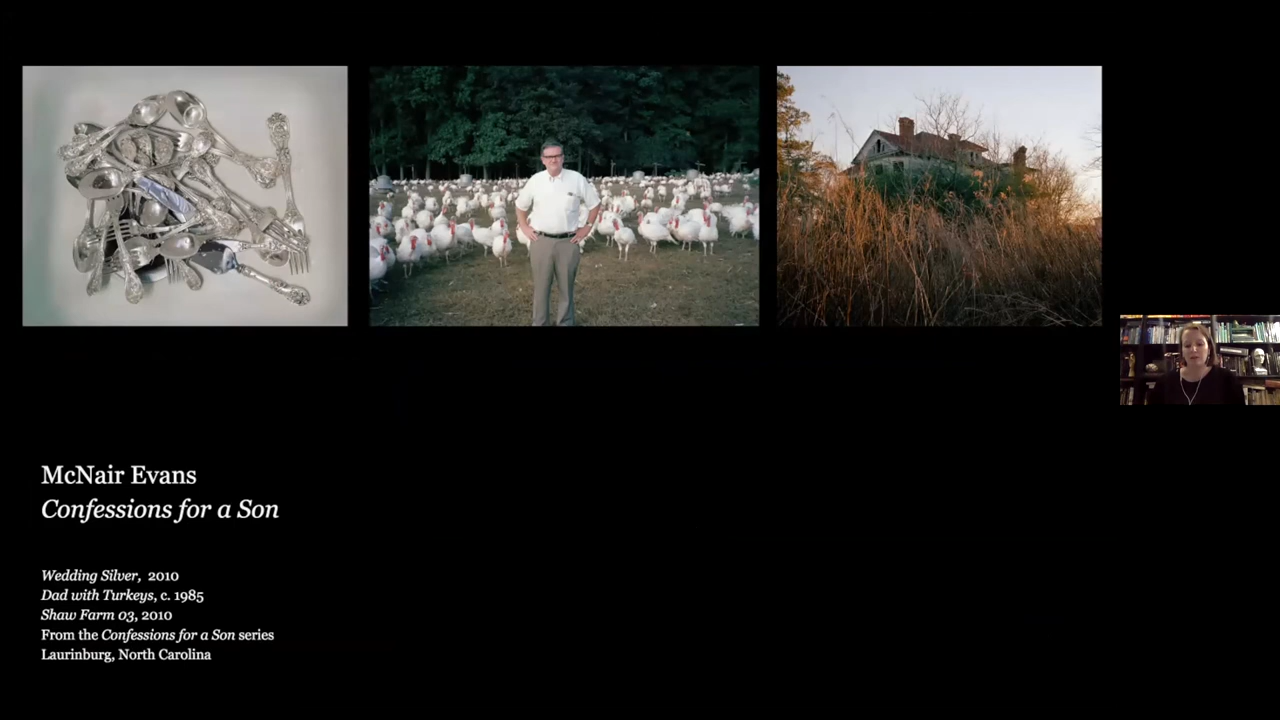 McNair Evans
Confessions for a Son
Wedding Silver, 2010
Dad with Turkeys, c. 1985
Shaw Farm 03, 2010
From the Confessions for a Son series
Laurinburg, North Carolina